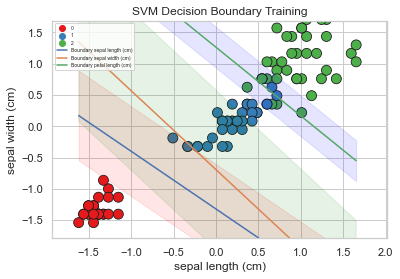 SVM Decision Boundary Training
0
1
2
Boundary sepal length (cm)
Boundary sepal width (cm)
Boundary petal length (cm)
sepal width (cm)
1.5
1.0
0.5
0.0
−0.5
−1.0
−1.5
−1.5 −1.0 −0.5 0.0 0.5 1.0 1.5 2.0
sepal length (cm)